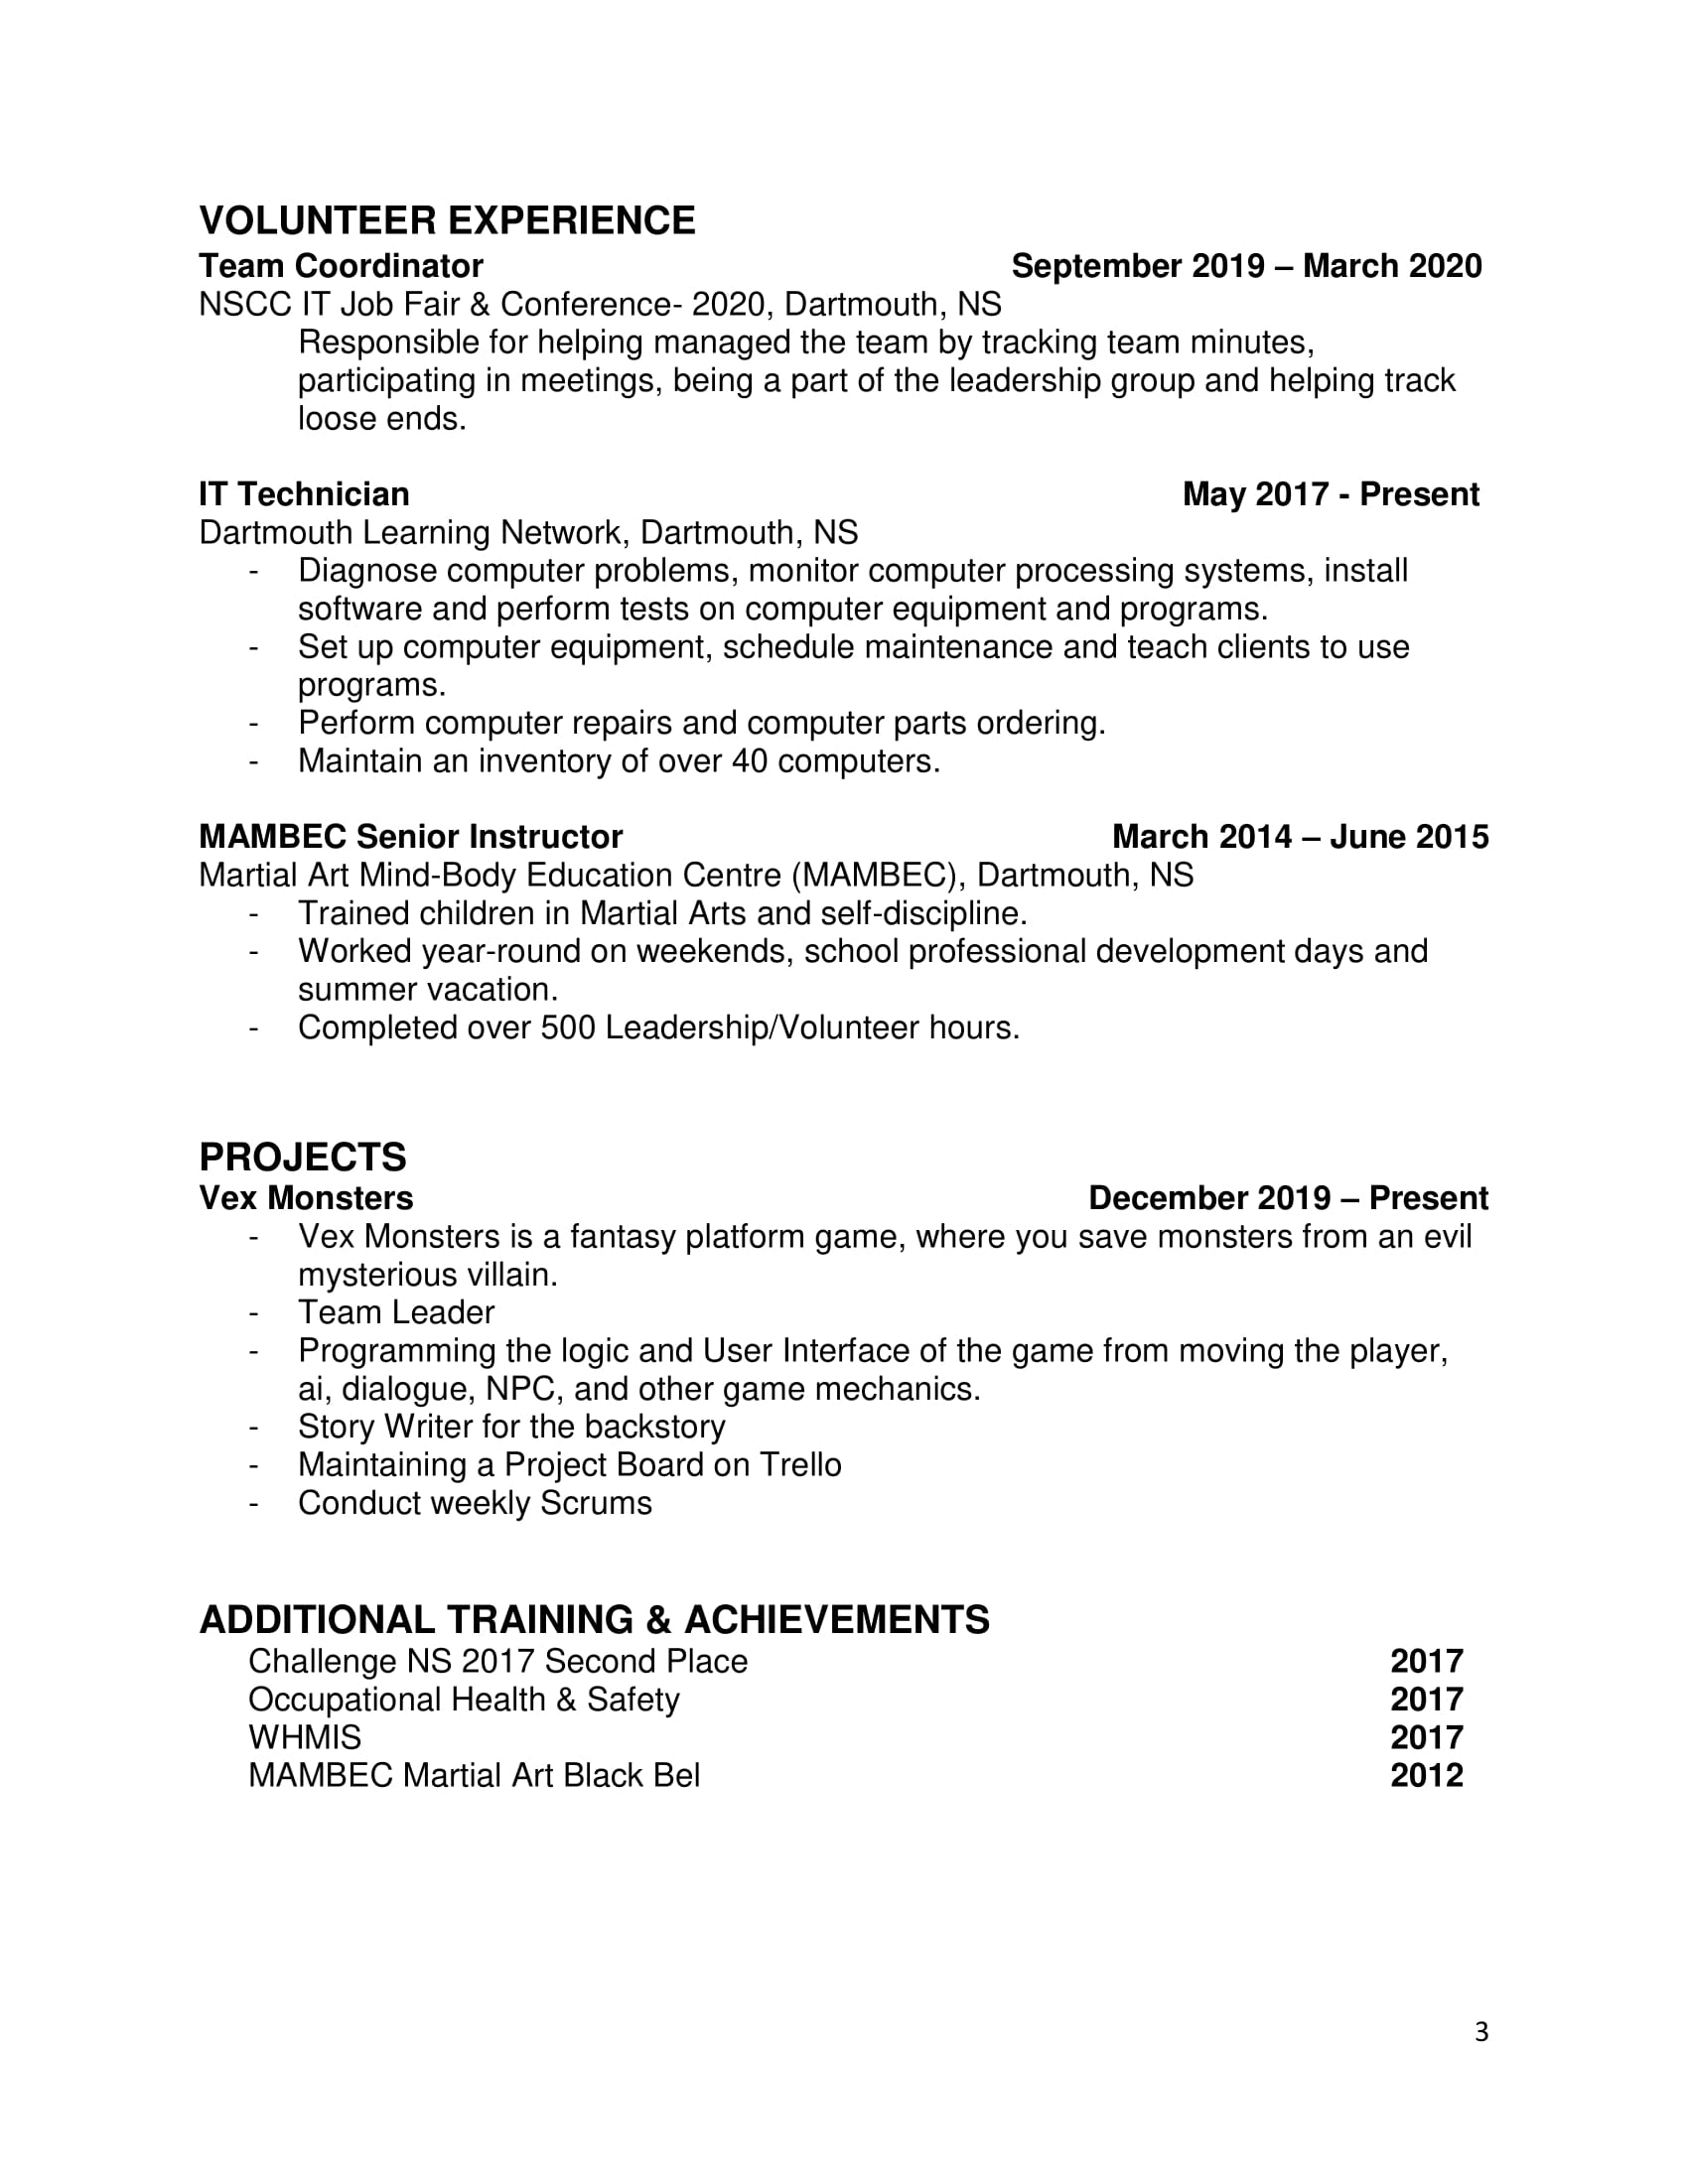 VOLUNTEER EXPERIENCE
Team Coordinator September 2019 – March 2020
NSCC IT Job Fair & Conference- 2020, Dartmouth, NS
Responsible for helping managed the team by tracking team minutes,
participating in meetings, being a part of the leadership group and helping track
loose ends.
IT Technician May 2017 - Present
Dartmouth Learning Network, Dartmouth, NS
- Diagnose computer problems, monitor computer processing systems, install
software and perform tests on computer equipment and programs.
- Set up computer equipment, schedule maintenance and teach clients to use
programs.
- Perform computer repairs and computer parts ordering.
- Maintain an inventory of over 40 computers.
MAMBEC Senior Instructor March 2014 – June 2015
Martial Art Mind-Body Education Centre (MAMBEC), Dartmouth, NS
- Trained children in Martial Arts and self-discipline.
- Worked year-round on weekends, school professional development days and
summer vacation.
- Completed over 500 Leadership/Volunteer hours.
PROJECTS
Vex Monsters December 2019 – Present
- Vex Monsters is a fantasy platform game, where you save monsters from an evil
mysterious villain.
- Team Leader
- Programming the logic and User Interface of the game from moving the player,
ai, dialogue, NPC, and other game mechanics.
- Story Writer for the backstory
- Maintaining a Project Board on Trello
- Conduct weekly Scrums
ADDITIONAL TRAINING & ACHIEVEMENTS
Challenge NS 2017 Second Place 2017
Occupational Health & Safety 2017
WHMIS 2017
MAMBEC Martial Art Black Bel 2012
3